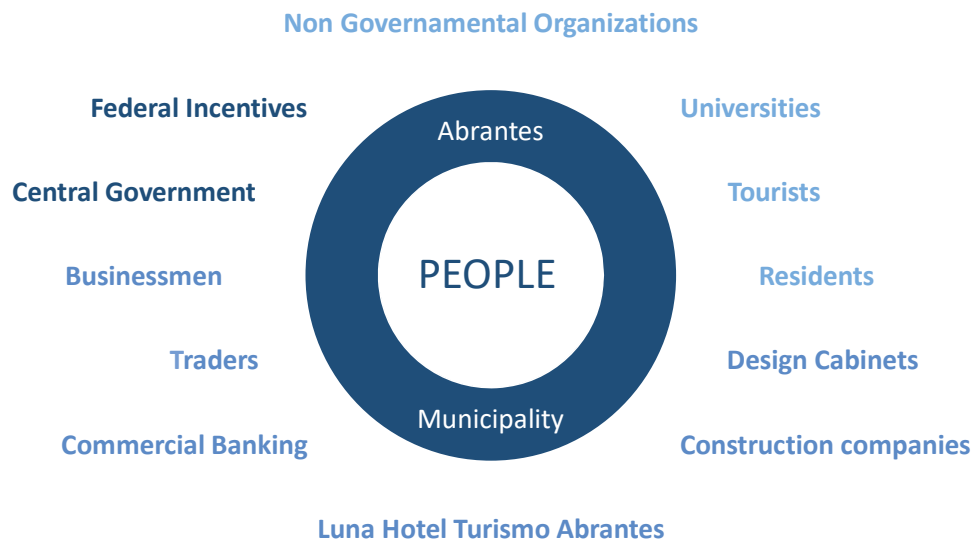 Non Governamental Organizations
Federal Incentives
Abrantes
Universities
Central Government
Tourists
Businessmen
PEOPLE
Residents
Traders
Design Cabinets
Municipality
Commercial Banking
Construction companies
Luna Hotel Turismo Abrantes